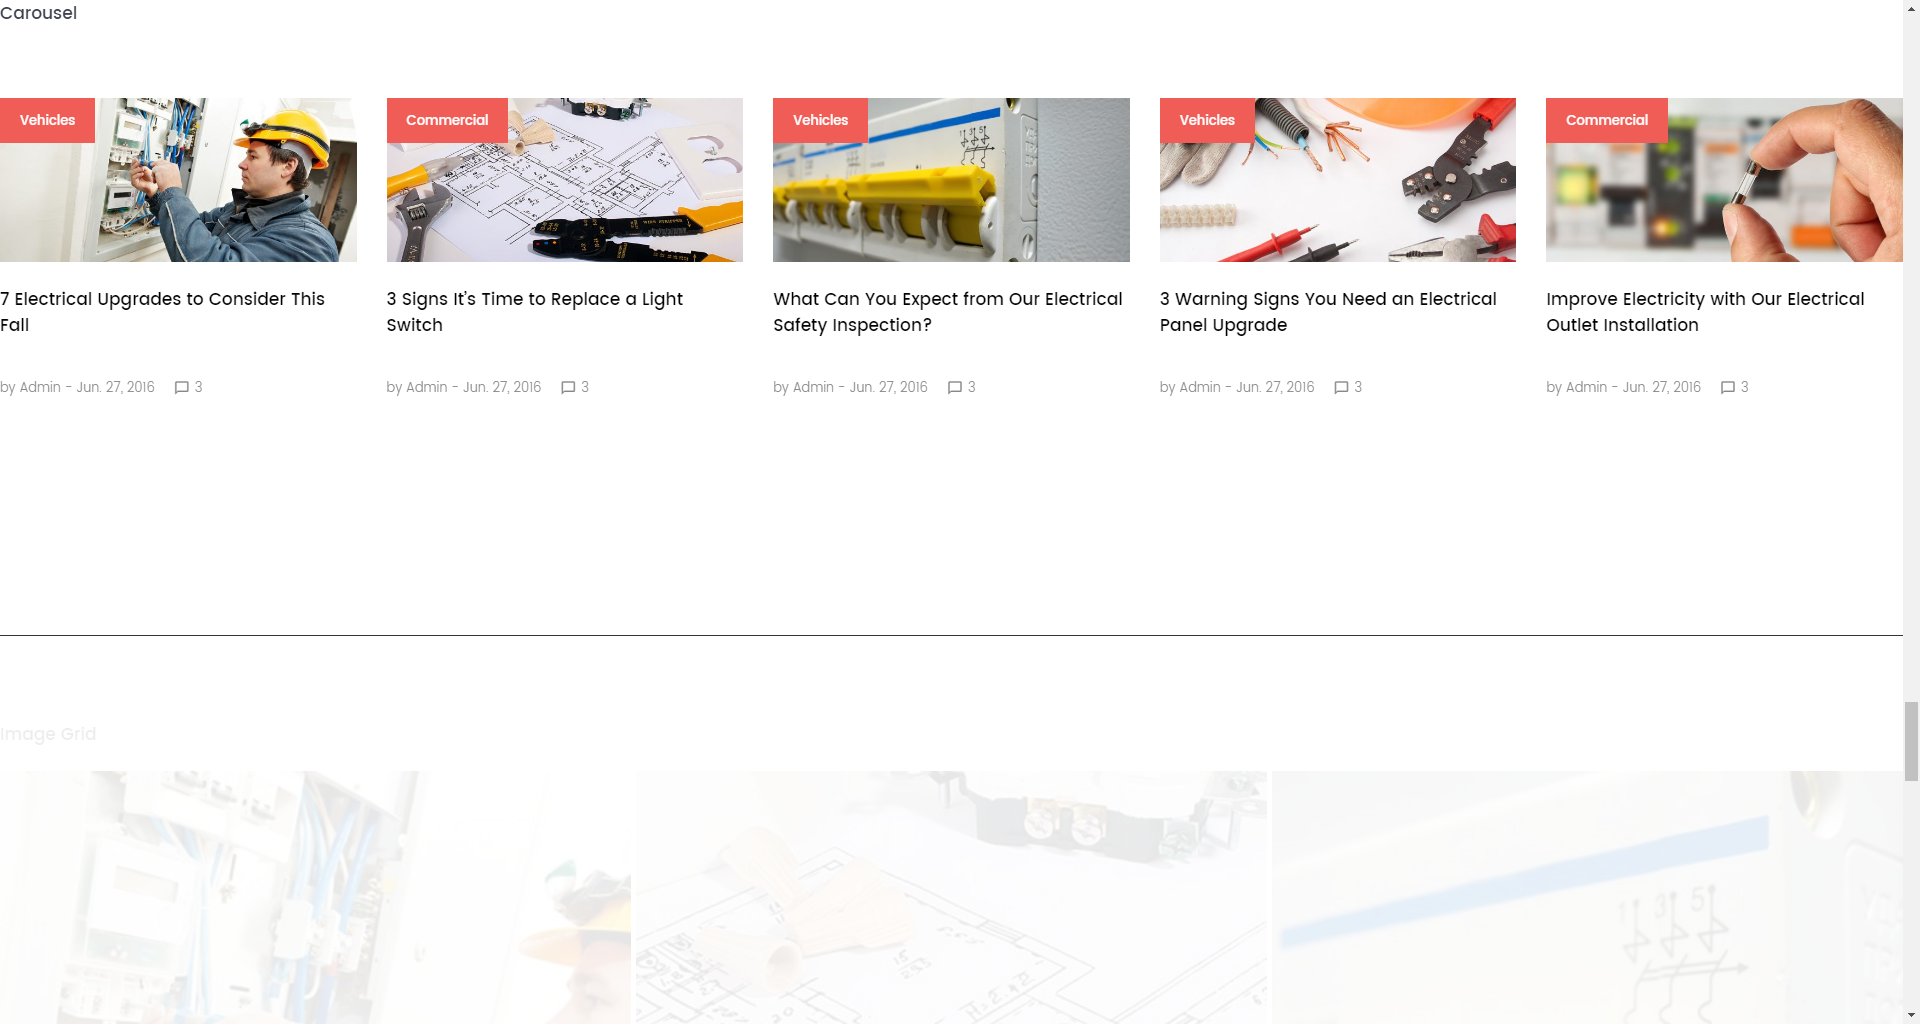 Carousel
Vehicles
Commercial
Vehicles
Vehicles
Commercial
7 Electrical Upgrades to Consider This
Fall
3 Signs It’s Time to Replace a Light
Switch
What Can You Expect from Our Electrical
Safety Inspection?
3 Warning Signs You Need an Electrical
Panel Upgrade
Improve Electricity with Our Electrical
Outlet Installation
by Admin - Jun. 27, 2016 3
by Admin - Jun. 27, 2016 3
by Admin - Jun. 27, 2016 3
by Admin - Jun. 27, 2016 3
by Admin - Jun. 27, 2016 3
Image Grid
1 3 5